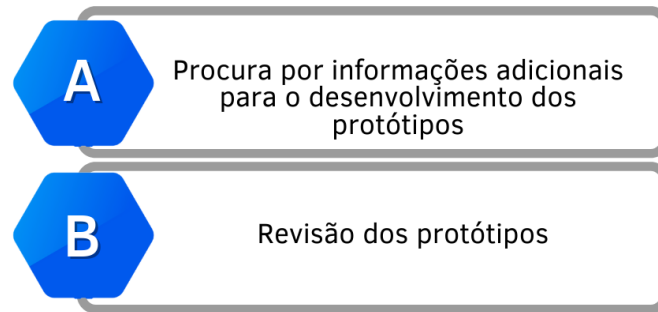 A
Procura por informações adicionais
para o desenvolvimento dos
protótipos
B
Revisão dos protótipos